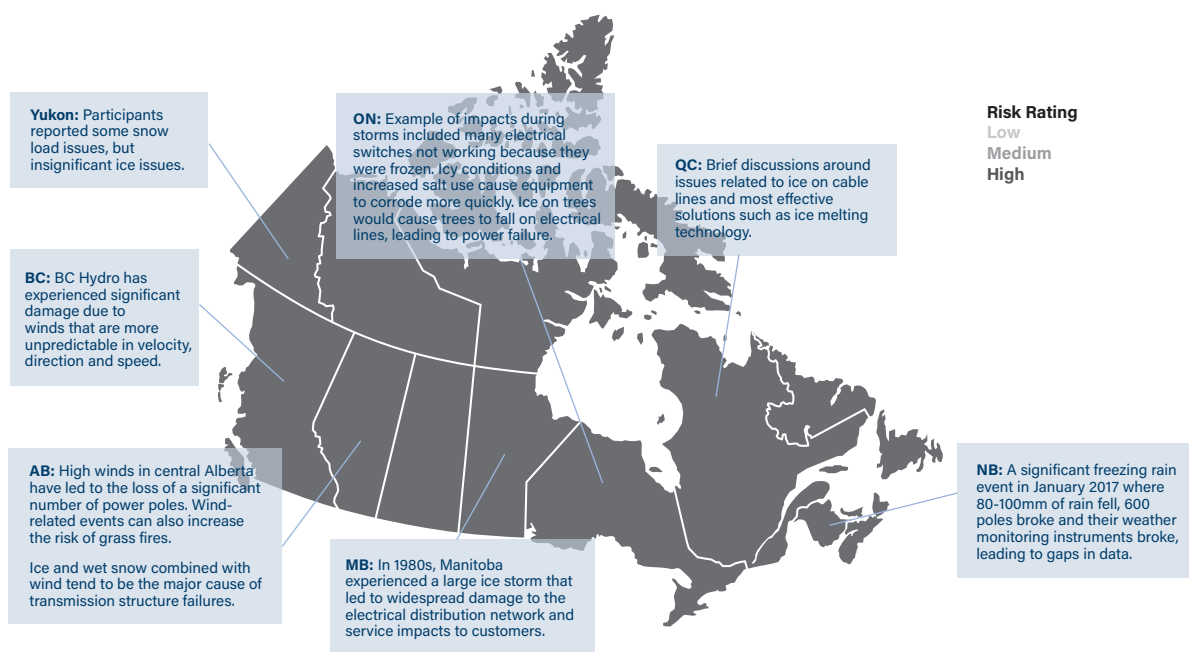 Yukon: Participants
reported some snow
load issues, but
insignificant ice issues.
ON: Example of impacts during
storms included many electrical
switches not working because they
were frozen. Icy conditions and
increased salt use cause equipment
to corrode more quickly. Ice on trees
would cause trees to fall on electrical
lines, leading to power failure.
QC: Brief discussions around
issues related to ice on cable
lines and most effective
solutions such as ice melting
technology.
Risk Rating
Low
Medium
High
BC: BC Hydro has
experienced significant
damage due to
winds that are more
unpredictable in velocity,
direction and speed.
AB: High winds in central Alberta
have led to the loss of a significant
number of power poles. Wind-
related events can also increase
the risk of grass fires.
Ice and wet snow combined with
wind tend to be the major cause of
transmission structure failures.
MB: In 1980s, Manitoba
experienced a large ice storm that
led to widespread damage to the
electrical distribution network and
service impacts to customers.
NB: A significant freezing rain
event in January 2017 where
80-100mm of rain fell, 600
poles broke and their weather
monitoring instruments broke,
leading to gaps in data.